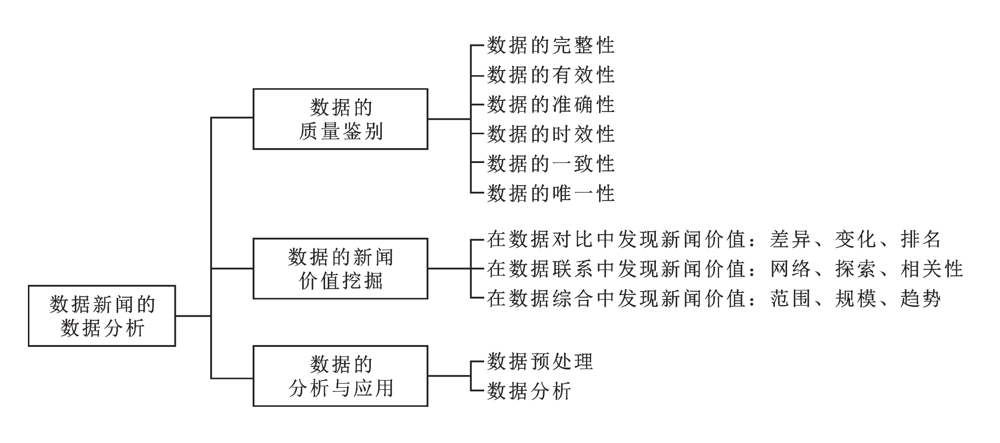 数据新闻的
数据分析
数据的
质量鉴别
数据的完整性
数据的有效性
数据的准确性
数据的时效性
数据的一致性
数据的唯一性
数据的新闻
价值挖掘
在数据对比中发现新闻价值：差异、变化、排名
在数据联系中发现新闻价值：网络、探索、相关性
在数据综合中发现新闻价值：范围、规模、趋势
数据的
分析与应用
数据预处理
数据分析